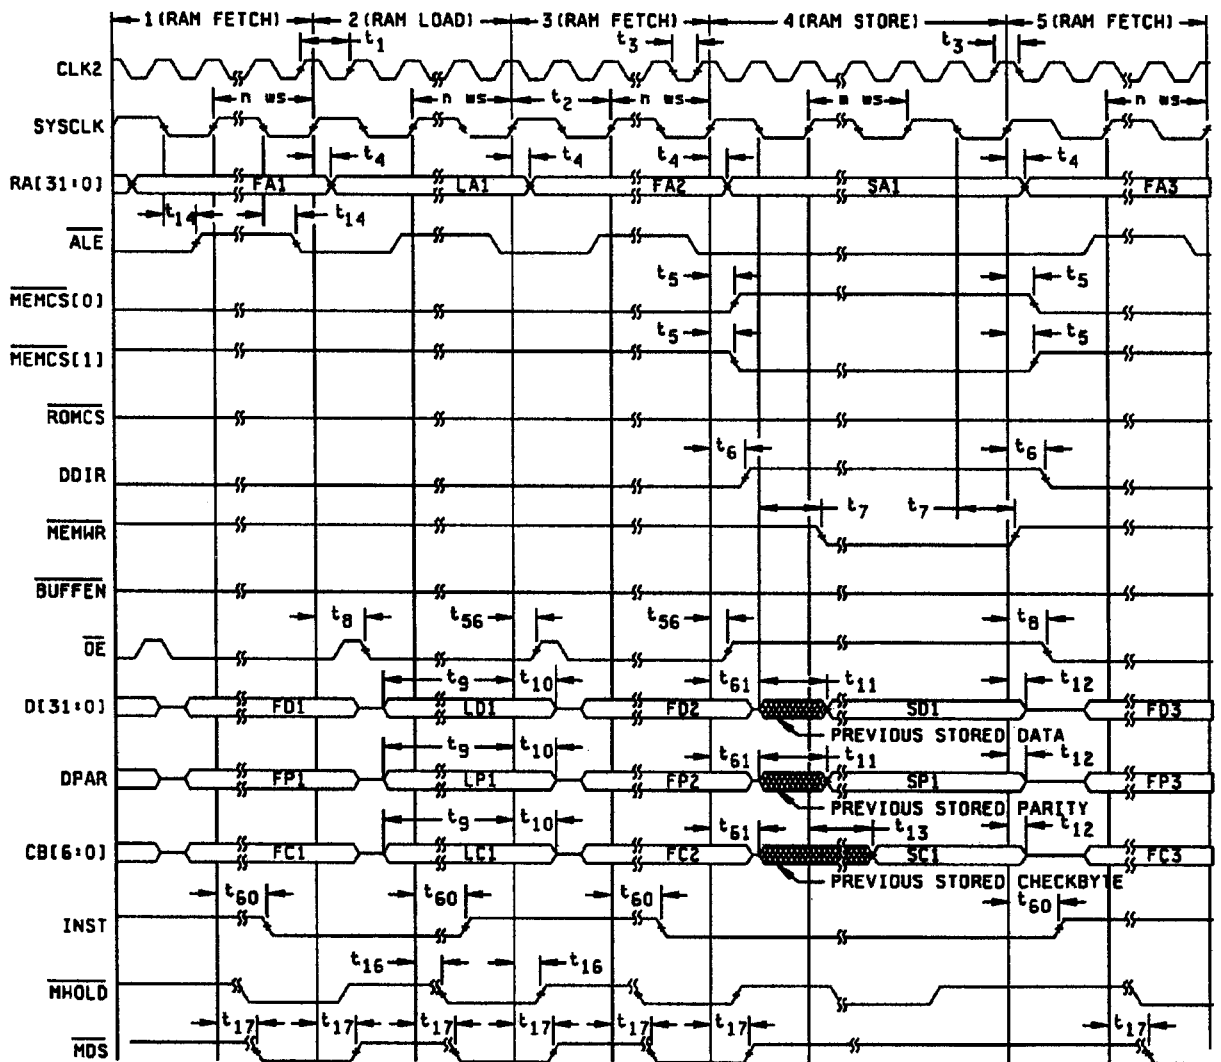 1(RAM FETCH) 2(RAM LOAD) 3(RAM FETCH) 4(RAM STORE) 5(RAM FETCH)
t1 t3 t3
CLK2
n ws n ws t2 n ws m ws n ws
SYSCLK
t4 t4 t4 t4
RA[31:0] FA1 LA1 FA2 SA1 FA3
t14 t14
ALE
t5 t5
MEMCS[0]
t5 t5
MEMCS[1]
ROMCS
t6 t6
DDIR
t7 t7
MEMWR
BUFFEN
t8 t56 t56 t8
OE
t9 t10 t61 t11 t12
D[31:0] FD1 LD1 FD2 SD1 FD3
PREVIOUS STORED DATA
t9 t10 t61 t11 t12
DPAR FP1 LP1 FP2 SP1 FP3
PREVIOUS STORED PARITY
t9 t10 t61 t13 t12
CB[6:0] FC1 LC1 FC2 SC1 FC3
PREVIOUS STORED CHECKBYTE
t60 t60 t60 t60
INST
t16 t16
MHOLD
t17 t17 t17 t17 t17 t17 t17
MDS